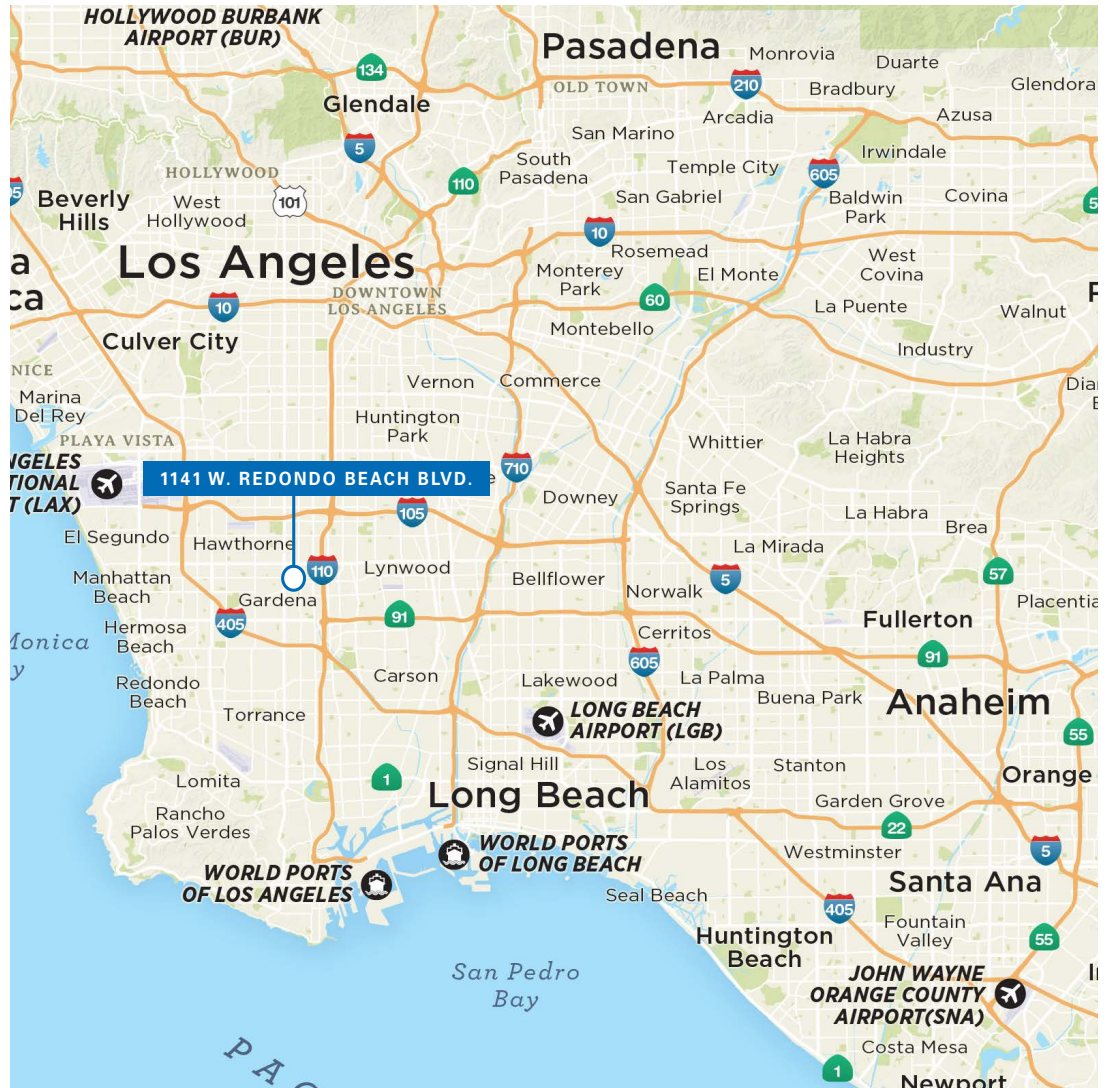 HOLLYWOOD BURBANK
AIRPORT (BUR)
Pasadena
Monrovia
Duarte
134
OLD TOWN
210
Bradbury
Glendora
Glendale
Arcadia
Azusa
San Marino
5
South
Pasadena
Temple City
Irwindale
HOLLYWOOD
110
605
Beverly
Hills
West
Hollywood
101
San Gabriel
Baldwin
Park
Covina
10
Rosemead
Los Angeles
Monterey
Park
El Monte
West
Covina
DOWNTOWN
LOS ANGELES
60
10
La Puente
Walnut
Culver City
Montebello
Industry
Vernon
Commerce
Marina
Del Rey
Huntington
Park
PLAYA VISTA
Whittier
La Habra
Heights
T (LAX)
1141 W. REDONDO BEACH BLVD.
710
Downey
Santa Fe
Springs
105
La Habra
Brea
El Segundo
Hawthorne
La Mirada
110
Lynwood
Manhattan
Beach
Bellflower
5
57
Norwalk
Gardena
Placentia
91
405
Fullerton
Hermosa
Beach
Cerritos
91
605
Carson
Lakewood
La Palma
Redondo
Beach
Buena Park
Anaheim
Torrance
LONG BEACH
AIRPORT (LGB)
55
Signal Hill
Los
Alamitos
Stanton
Orange
Lomita
1
Long Beach
Garden Grove
Rancho
Palos Verdes
22
WORLD PORTS
OF LONG BEACH
Westminster
5
WORLD PORTS
OF LOS ANGELES
Santa Ana
Seal Beach
405
Fountain
Valley
Huntington
Beach
55
San Pedro
Bay
JOHN WAYNE
ORANGE COUNTY
AIRPORT(SNA)
Costa Mesa
1
Newport